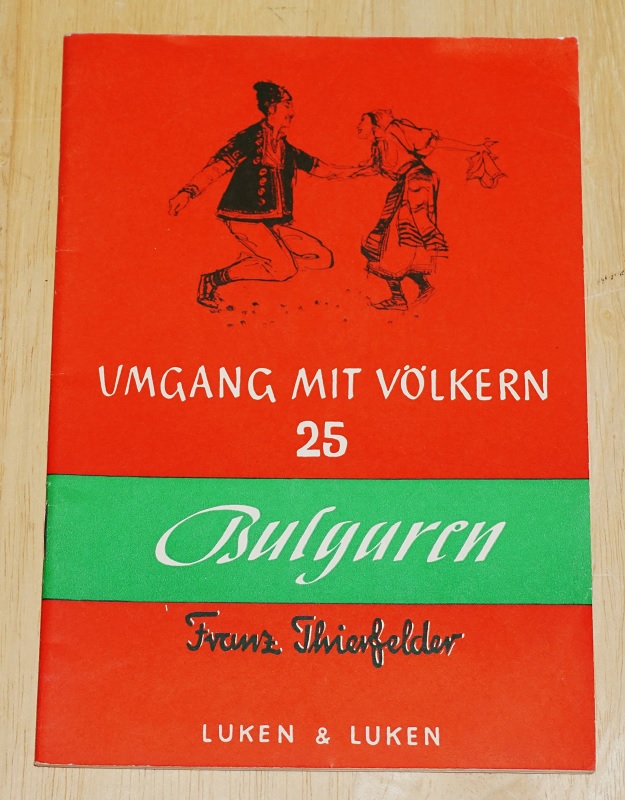 UMGANG MIT VÖLKERN
25
Bulgaren
Franz Thierfelder
LUKEN & LUKEN